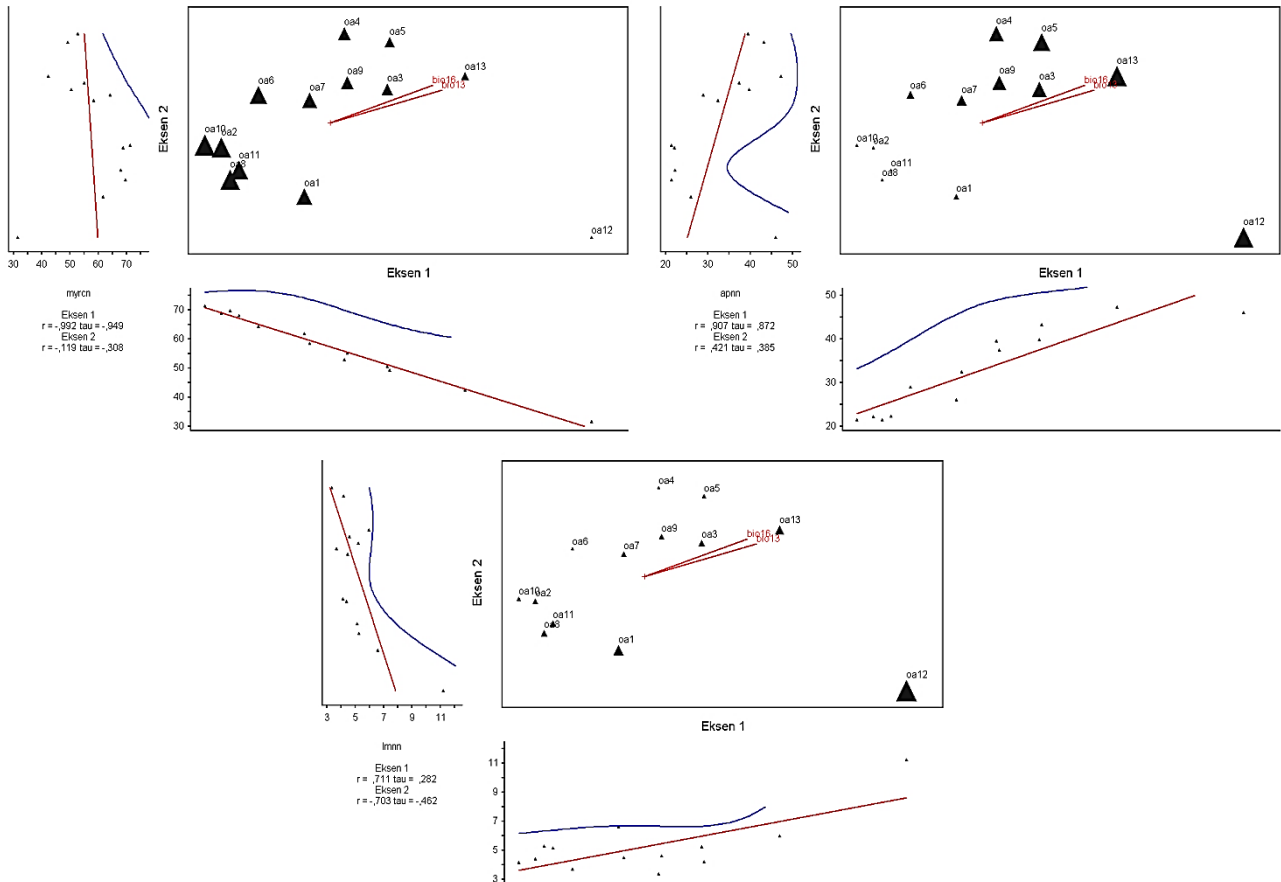 oa4
oa5
oa13
oa9
oa3
bio16
bio13
oa6
oa7
oa10
oa2
oa11
oa8
oa1
oa12
Eksen 2
30 40 50 60 70
Eksen 1
myrcn
Eksen 1
r = -,992 tau = -,949
Eksen 2
r = -,119 tau = -,308
70
60
50
40
30
oa4
oa5
oa13
oa9
oa3
bio16
bio13
oa6
oa7
oa10
oa2
oa11
oa8
oa1
oa12
Eksen 2
20 30 40 50
Eksen 1
apnn
Eksen 1
r = ,907 tau = ,872
Eksen 2
r = ,421 tau = ,385
50
40
30
20
oa4
oa5
oa13
oa9
oa3
bio16
bio13
oa6
oa7
oa10
oa2
oa11
oa8
oa1
oa12
Eksen 2
3 5 7 9 11
Eksen 1
lmnn
Eksen 1
r = ,711 tau = ,282
Eksen 2
r = -,703 tau = -,462
11
9
7
5
3